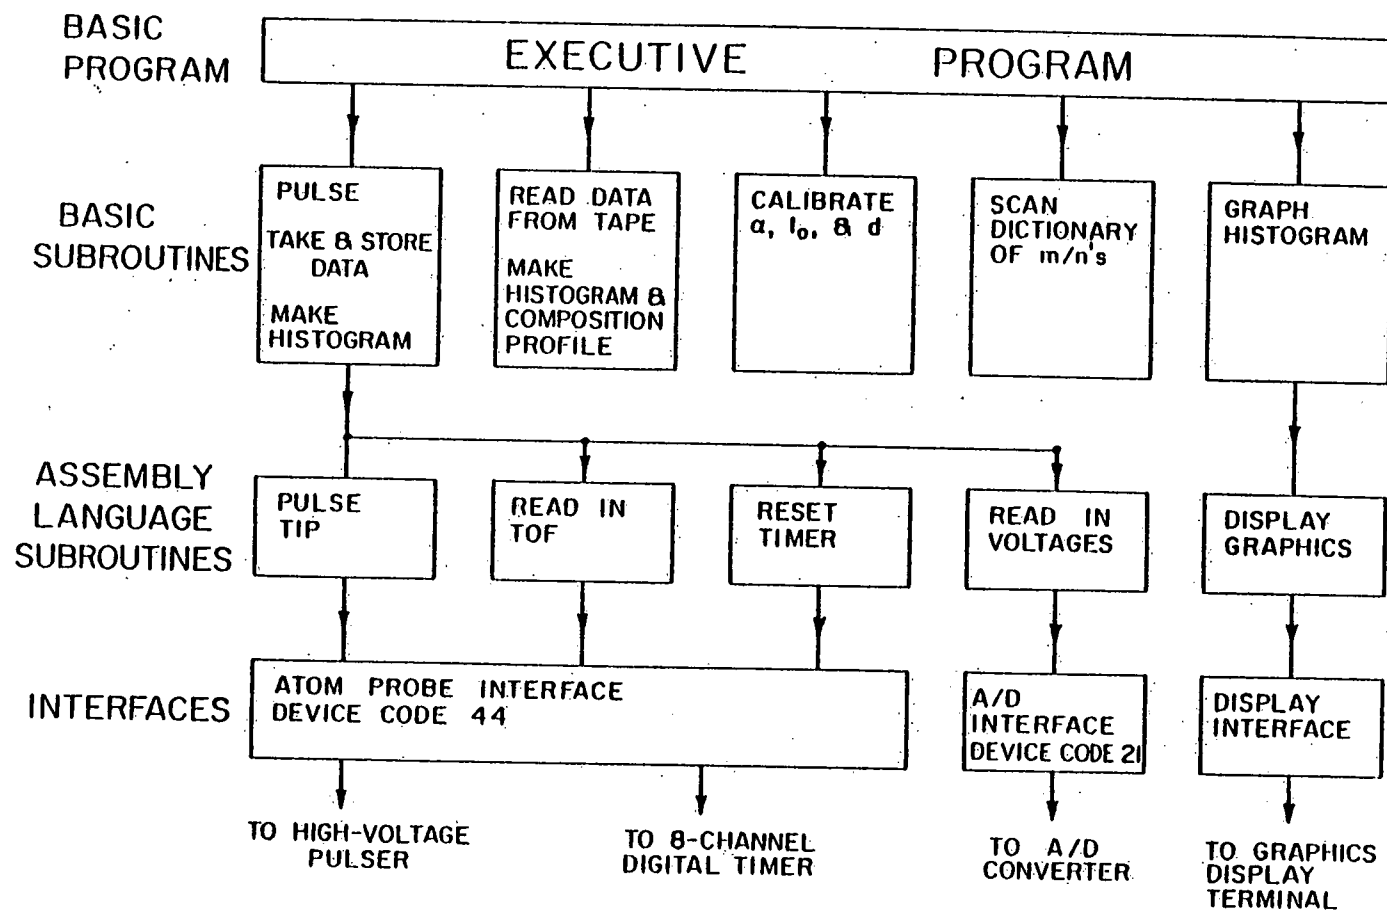 BASIC
PROGRAM
EXECUTIVE PROGRAM
BASIC
SUBROUTINES
PULSE
TAKE & STORE
DATA
MAKE
HISTOGRAM
READ DATA
FROM TAPE
MAKE
HISTOGRAM &
COMPOSITION
PROFILE
CALIBRATE
α, t₀, & d
SCAN
DICTIONARY
OF m/n's
GRAPH
HISTOGRAM
ASSEMBLY
LANGUAGE
SUBROUTINES
PULSE
TIP
READ IN
TOF
RESET
TIMER
READ IN
VOLTAGES
DISPLAY
GRAPHICS
INTERFACES
ATOM PROBE INTERFACE
DEVICE CODE 44
A/D
INTERFACE
DEVICE CODE 21
DISPLAY
INTERFACE
TO HIGH-VOLTAGE
PULSER
TO 8-CHANNEL
DIGITAL TIMER
TO A/D
CONVERTER
TO GRAPHICS
DISPLAY
TERMINAL